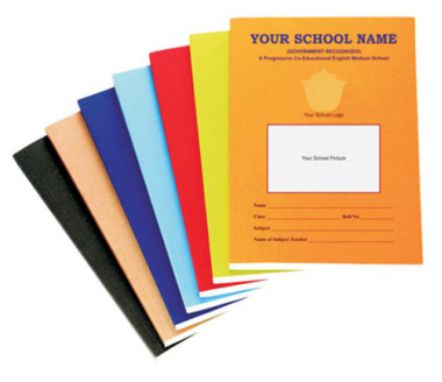 YOUR SCHOOL NAME
(GOVERNMENT RECOGNISED)
A Progressive Co-Educational English Medium School
Your School Logo
Your School Picture
Name
Class Roll No.
Subject
Name of Subject Teacher